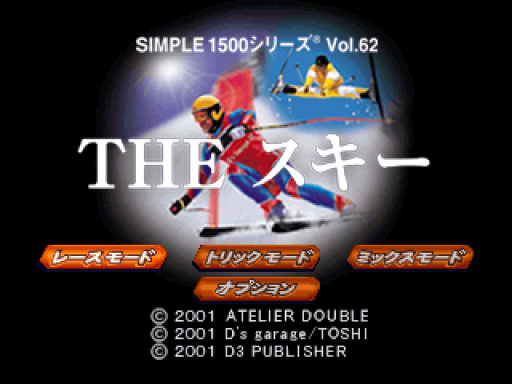 SIMPLE 1500シリーズ® Vol.62
THE スキー
レースモード トリックモード ミックスモード
オプション
© 2001 ATELIER DOUBLE
© 2001 D's garage/TOSHI
© 2001 D3 PUBLISHER